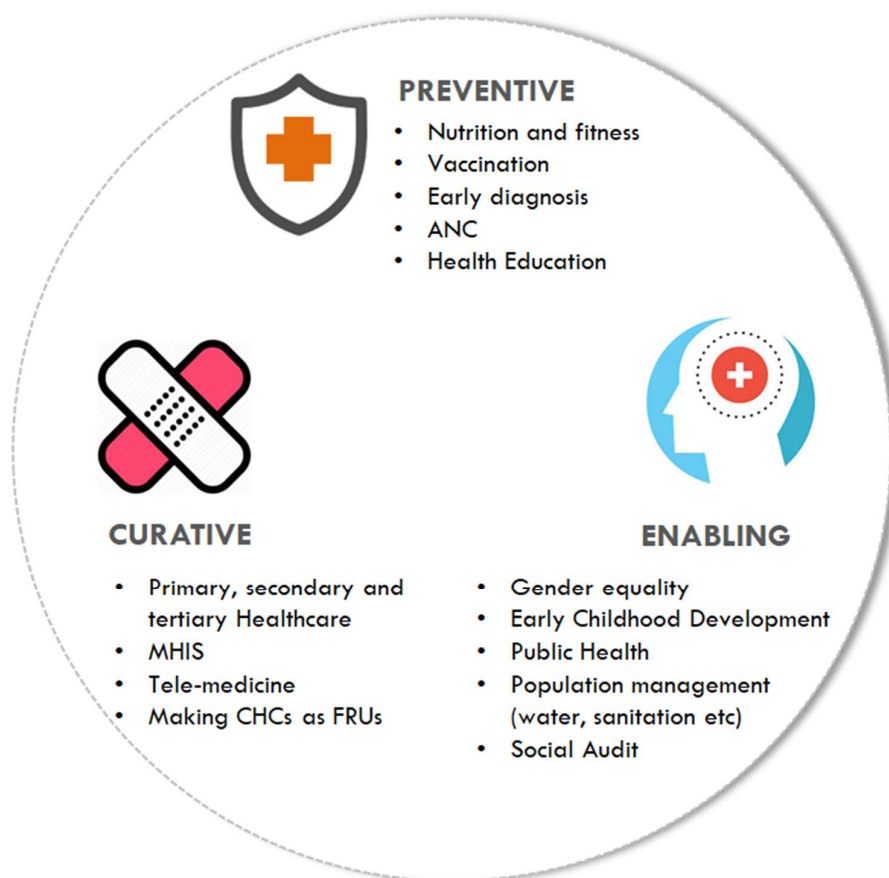 PREVENTIVE
• Nutrition and fitness
• Vaccination
• Early diagnosis
• ANC
• Health Education
CURATIVE
• Primary, secondary and
tertiary Healthcare
• MHIS
• Tele-medicine
• Making CHCs as FRUs
ENABLING
• Gender equality
• Early Childhood Development
• Public Health
• Population management
(water, sanitation etc)
• Social Audit